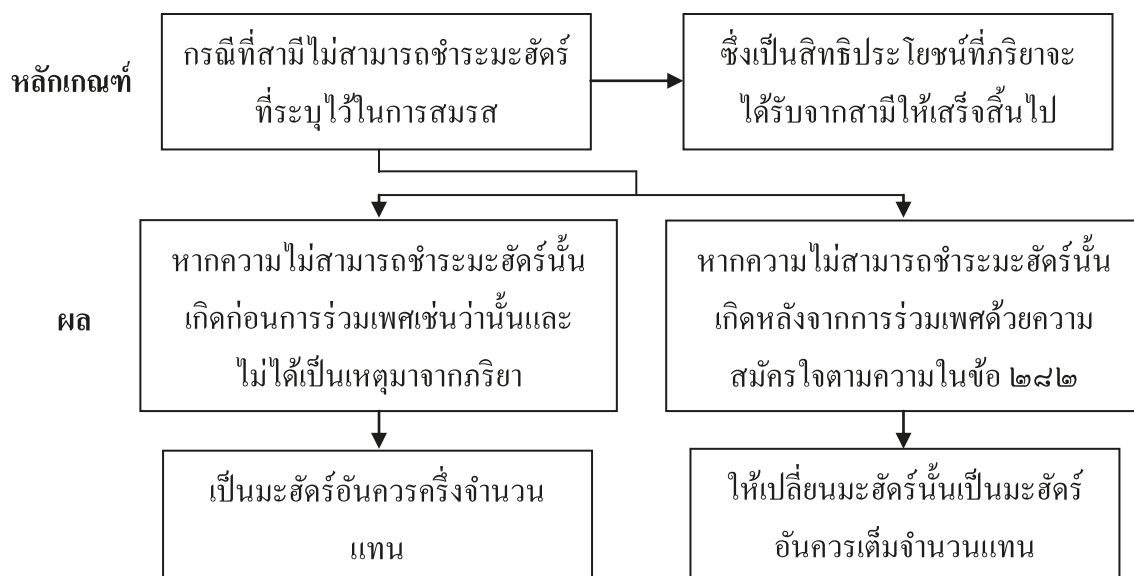 หลักเกณฑ์
กรณีที่สามีไม่สามารถชำระมะฮัดร์
ที่ระบุไว้ในการสมรส
ซึ่งเป็นสิทธิประโยชน์ที่ภริยาจะ
ได้รับจากสามีให้เสร็จสิ้นไป
ผล
หากความไม่สามารถชำระมะฮัดร์นั้น
เกิดก่อนการร่วมเพศเช่นว่านั้นและ
ไม่ได้เป็นเหตุมาจากภริยา
หากความไม่สามารถชำระมะฮัดร์นั้น
เกิดหลังจากการร่วมเพศด้วยความ
สมัครใจตามความในข้อ ๒๘๒
เป็นมะฮัดร์อันควรครึ่งจำนวน
แทน
ให้เปลี่ยนมะฮัดร์นั้นเป็นมะฮัดร์
อันควรเต็มจำนวนแทน